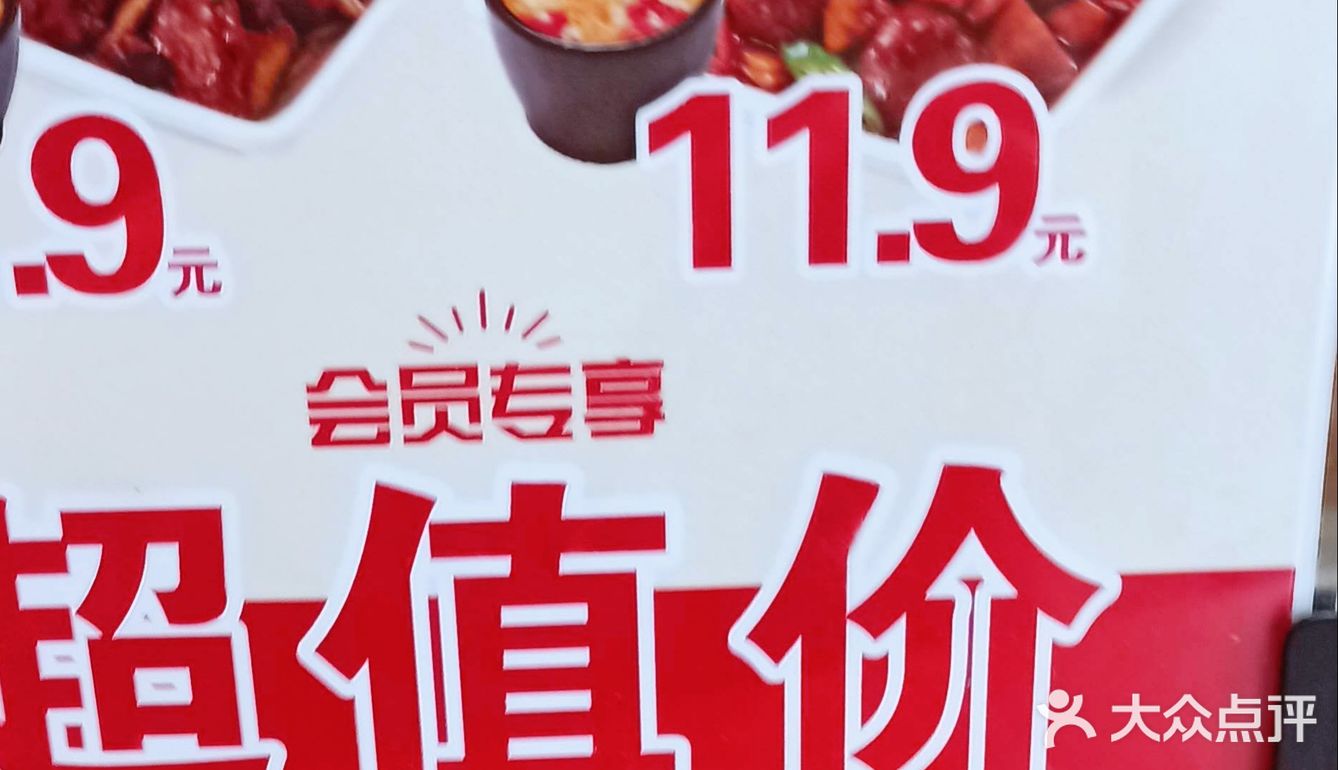 .9元
11.9元
会员专享
超值价
大众点评